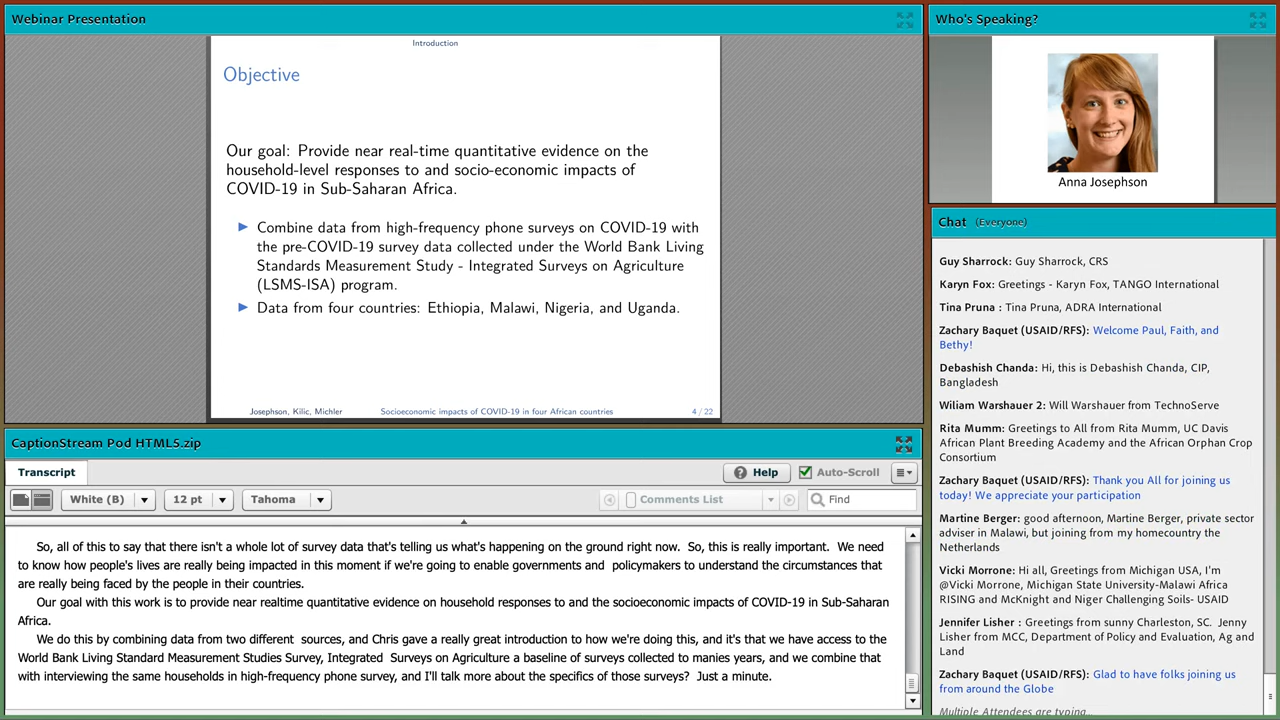 Webinar Presentation
Introduction
Objective
Our goal: Provide near real-time quantitative evidence on the
household-level responses to and socio-economic impacts of
COVID-19 in Sub-Saharan Africa.
Combine data from high-frequency phone surveys on COVID-19 with
the pre-COVID-19 survey data collected under the World Bank Living
Standards Measurement Study - Integrated Surveys on Agriculture
(LSMS-ISA) program.
Data from four countries: Ethiopia, Malawi, Nigeria, and Uganda.
Josephson, Kilic, Michler Socioeconomic impacts of COVID-19 in four African countries 4 / 22
CaptionStream Pod HTML5.zip
Transcript
Help
Auto-Scroll
White (B)
12 pt
Tahoma
Comments List
Find
So, all of this to say that there isn't a whole lot of survey data that's telling us what's happening on the ground right now. So, this is really important. We need
to know how people's lives are really being impacted in this moment if we're going to enable governments and policymakers to understand the circumstances that
are really being faced by the people in their countries.
Our goal with this work is to provide near realtime quantitative evidence on household responses to and the socioeconomic impacts of COVID-19 in Sub-Saharan
Africa.
We do this by combining data from two different sources, and Chris gave a really great introduction to how we're doing this, and it's that we have access to the
World Bank Living Standard Measurement Studies Survey, Integrated Surveys on Agriculture a baseline of surveys collected to manies years, and we combine that
with interviewing the same households in high-frequency phone survey, and I'll talk more about the specifics of those surveys? Just a minute.
Who's Speaking?
Anna Josephson
Chat (Everyone)
Guy Sharrock: Guy Sharrock, CRS
Karyn Fox: Greetings - Karyn Fox, TANGO International
Tina Pruna : Tina Pruna, ADRA International
Zachary Baquet (USAID/RFS): Welcome Paul, Faith, and
Bethy!
Debashish Chanda: Hi, this is Debashish Chanda, CIP,
Bangladesh
Wiliam Warshauer 2: Will Warshauer from TechnoServe
Rita Mumm: Greetings to All from Rita Mumm, UC Davis
African Plant Breeding Academy and the African Orphan Crop
Consortium
Zachary Baquet (USAID/RFS): Thank you All for joining us
today! We appreciate your participation
Martine Berger: good afternoon, Martine Berger, private sector
adviser in Malawi, but joining from my homecountry the
Netherlands
Vicki Morrone: Hi all, Greetings from Michigan USA, I'm
@Vicki Morrone, Michigan State University-Malawi Africa
RISING and McKnight and Niger Challenging Soils- USAID
Jennifer Lisher : Greetings from sunny Charleston, SC. Jenny
Lisher from MCC, Department of Policy and Evaluation, Ag and
Land
Zachary Baquet (USAID/RFS): Glad to have folks joining us
from around the Globe
Multiple Attendees are typing